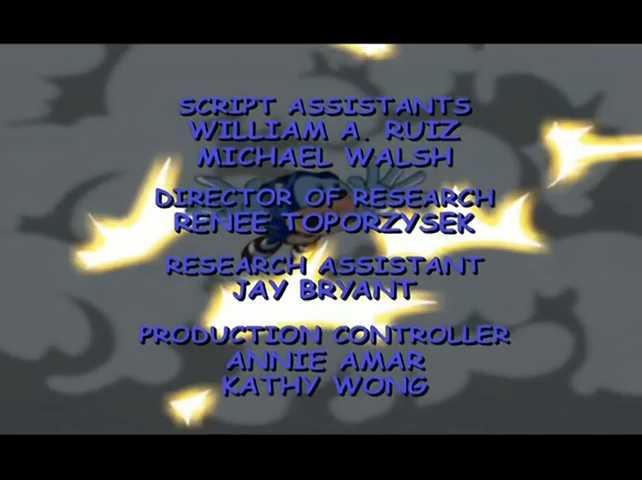 SCRIPT ASSISTANTS
WILLIAM A. RUIZ
MICHAEL WALSH
DIRECTOR OF RESEARCH
RENEE TOPORZYSEK
RESEARCH ASSISTANT
JAY BRYANT
PRODUCTION CONTROLLER
ANNIE AMAR
KATHY WONG